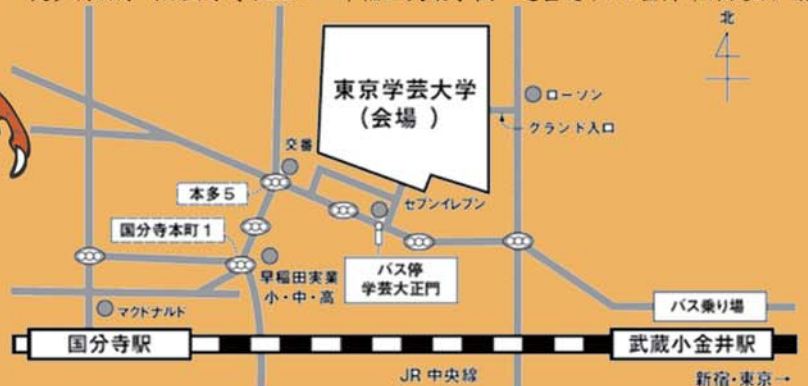 北
東京学芸大学
(会場 )
ローソン
グランド入口
交番
本多5
セブンイレブン
国分寺本町1
早稲田実業
小・中・高
バス停
学芸大正門
マクドナルド
バス乗り場
国分寺駅
武蔵小金井駅
JR 中央線
新宿・東京→